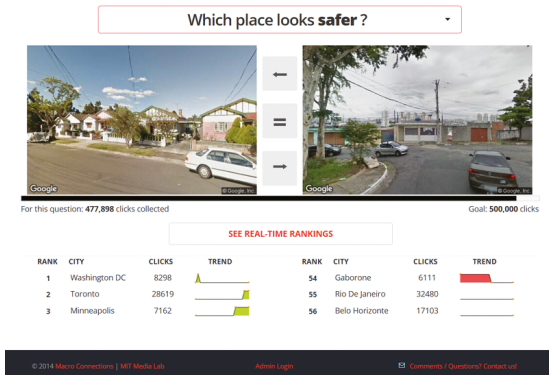 Which place looks safer ?
Google
© Google, Inc.
Google
© Google, Inc.
For this question: 477,898 clicks collected
Goal: 500,000 clicks
SEE REAL-TIME RANKINGS
RANK CITY CLICKS TREND
1 Washington DC 8298
2 Toronto 28619
3 Minneapolis 7162
RANK CITY CLICKS TREND
54 Gaborone 6111
55 Rio De Janeiro 32480
56 Belo Horizonte 17103
© 2014 Macro Connections | MIT Media Lab
Admin Login
Comments / Questions? Contact us!